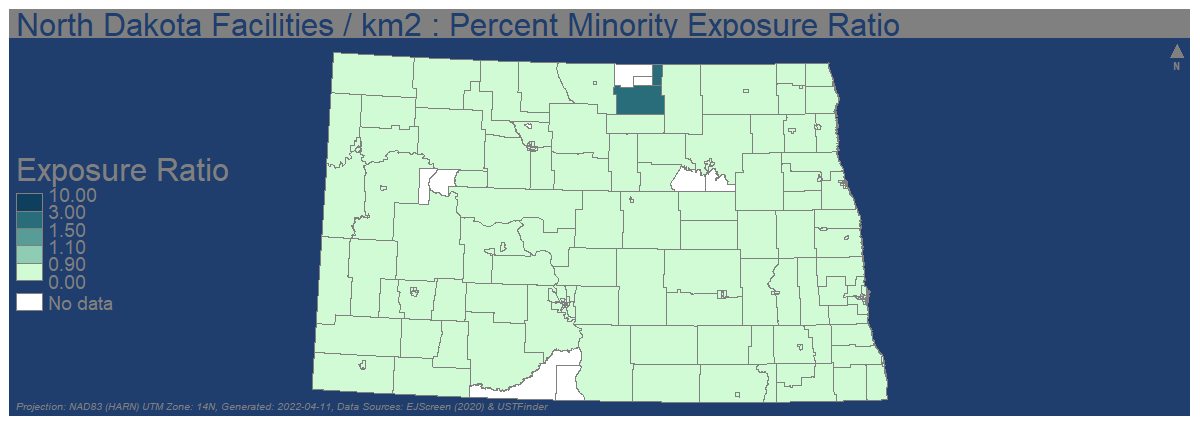 North Dakota Facilities / km2 : Percent Minority Exposure Ratio
N
Exposure Ratio
10.00
3.00
1.50
1.10
0.90
0.00
No data
Projection: NAD83 (HARN) UTM Zone: 14N, Generated: 2022-04-11, Data Sources: EJScreen (2020) & USTFinder